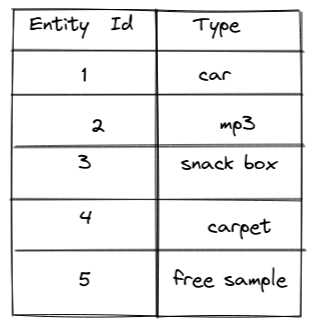 Entity Id Type
1 car
2 mp3
3 snack box
4 carpet
5 free sample